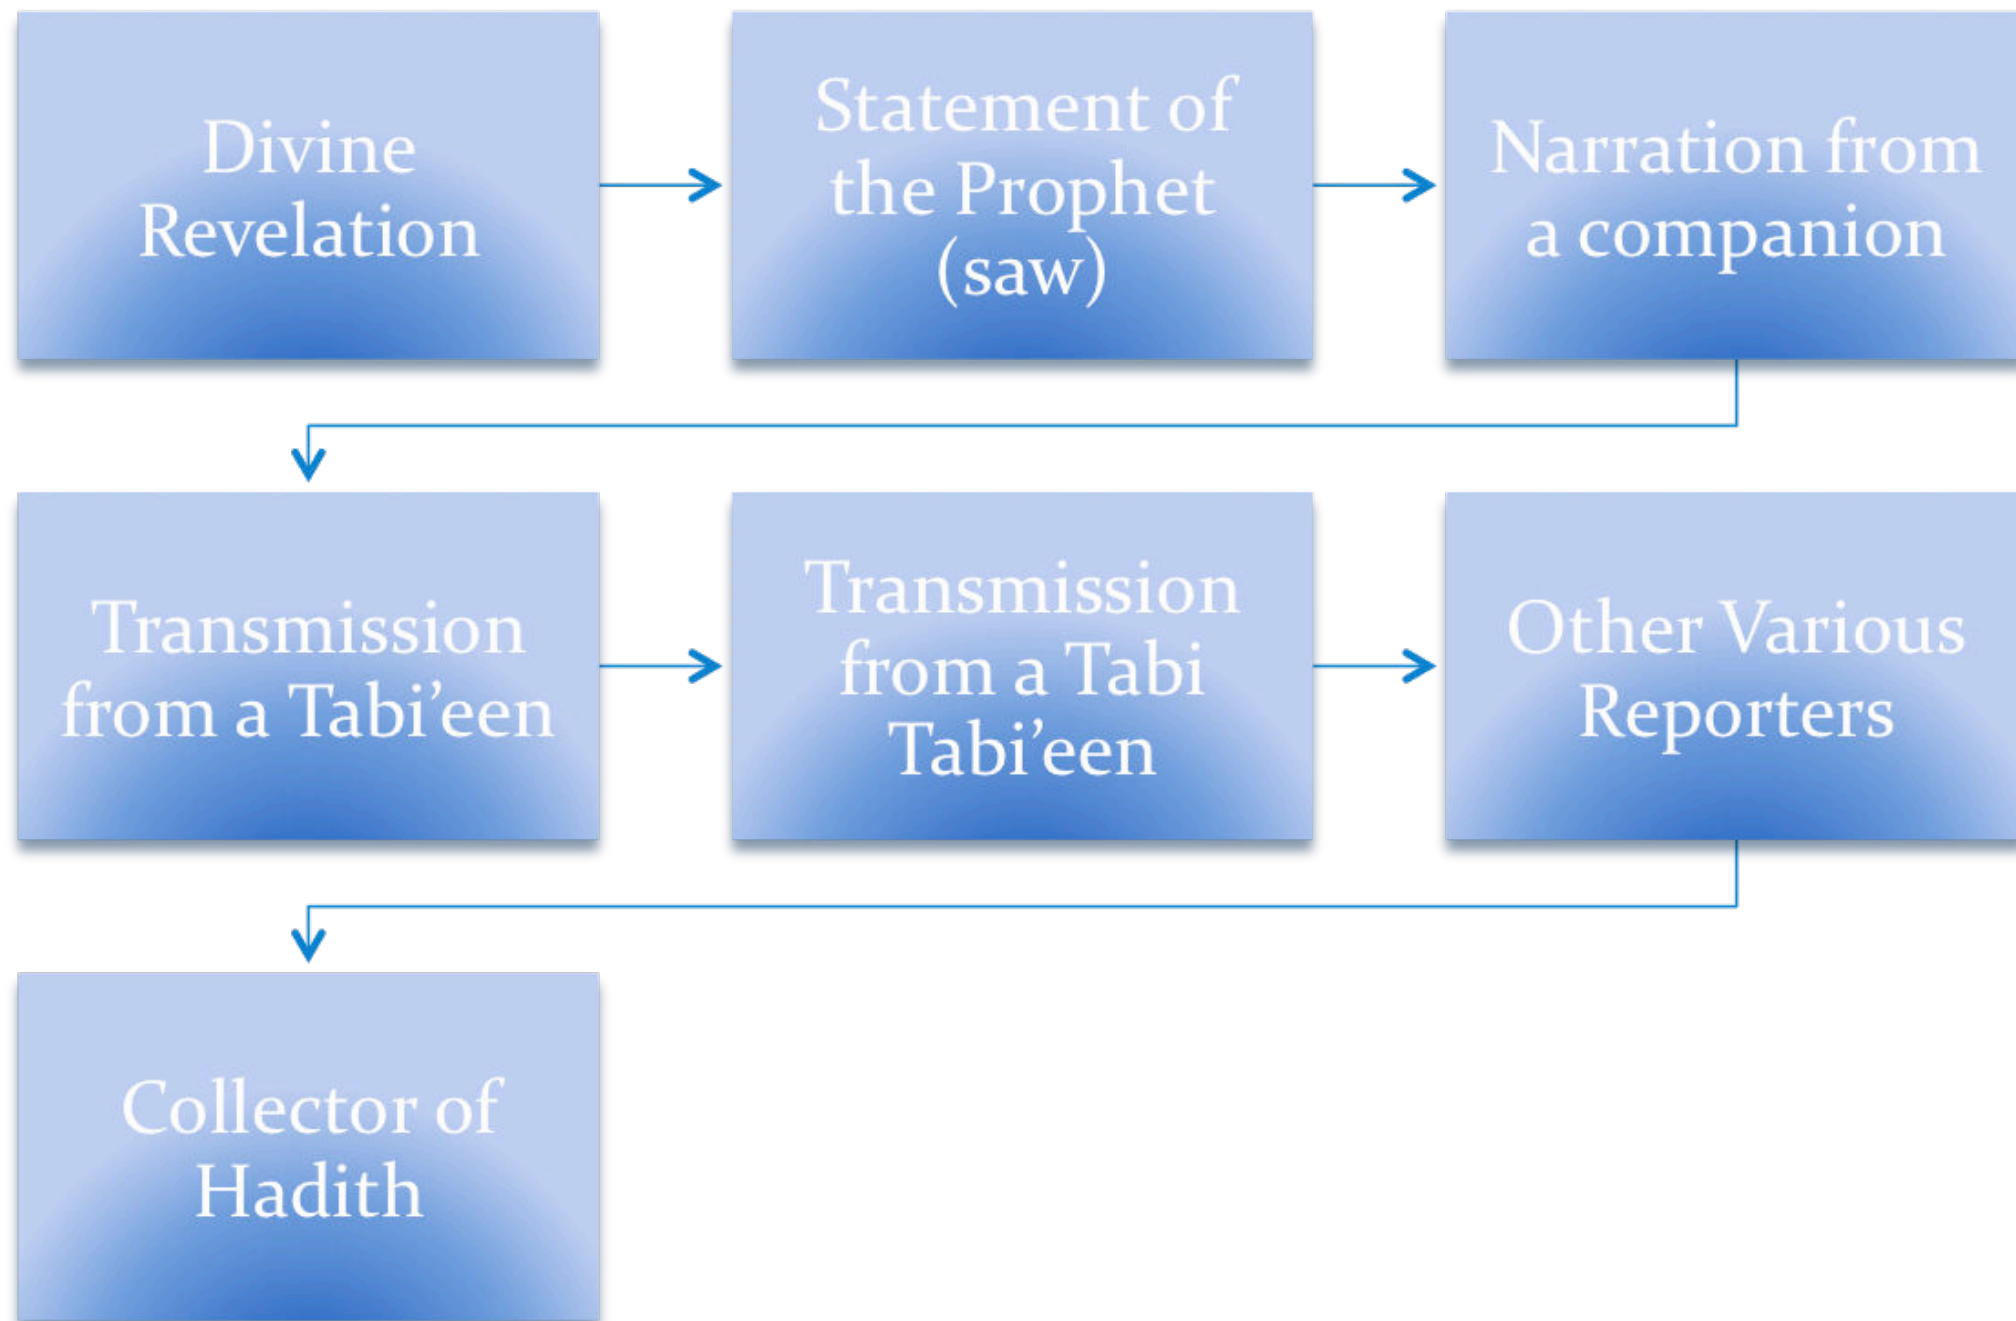 Divine
Revelation
Statement of
the Prophet
(saw)
Narration from
a companion
Transmission
from a Tabi’een
Transmission
from a Tabi
Tabi’een
Other Various
Reporters
Collector of
Hadith